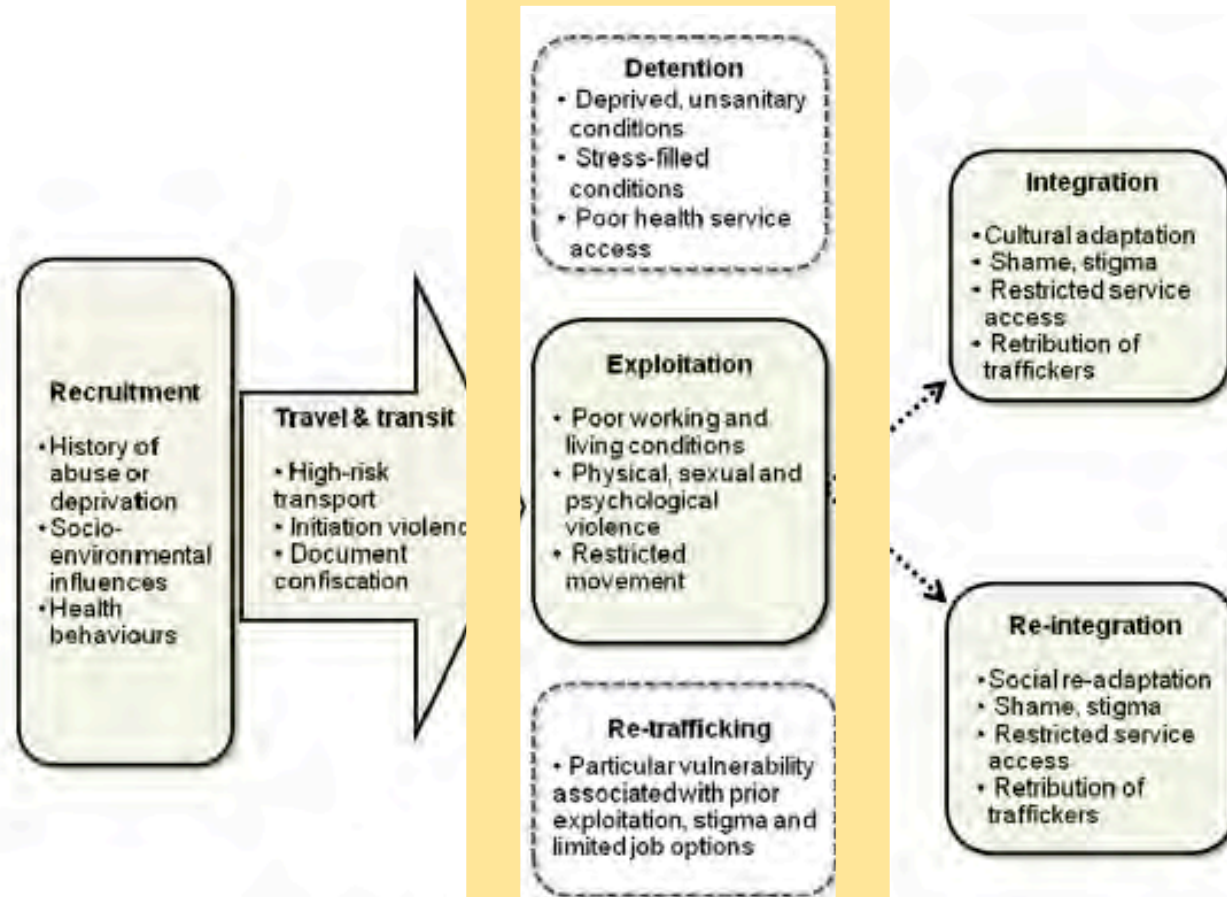 Recruitment
•History of
abuse or
deprivation
•Socio-
environmental
influences
•Health
behaviours
Travel & transit
• High-risk
transport
• Initiation violenc
• Document
confiscation
Detention
• Deprived, unsanitary
conditions
• Stress-filled
conditions
• Poor health service
access
Exploitation
• Poor working and
living conditions
• Physical, sexual and
psychological
violence
• Restricted
movement
Re-trafficking
• Particular vulnerability
associated with prior
exploitation, stigma and
limited job options
Integration
• Cultural adaptation
• Shame, stigma
• Restricted service
access
• Retribution of
traffickers
Re-integration
• Social re-adaptation
• Shame, stigma
• Restricted service
access
• Retribution of
traffickers